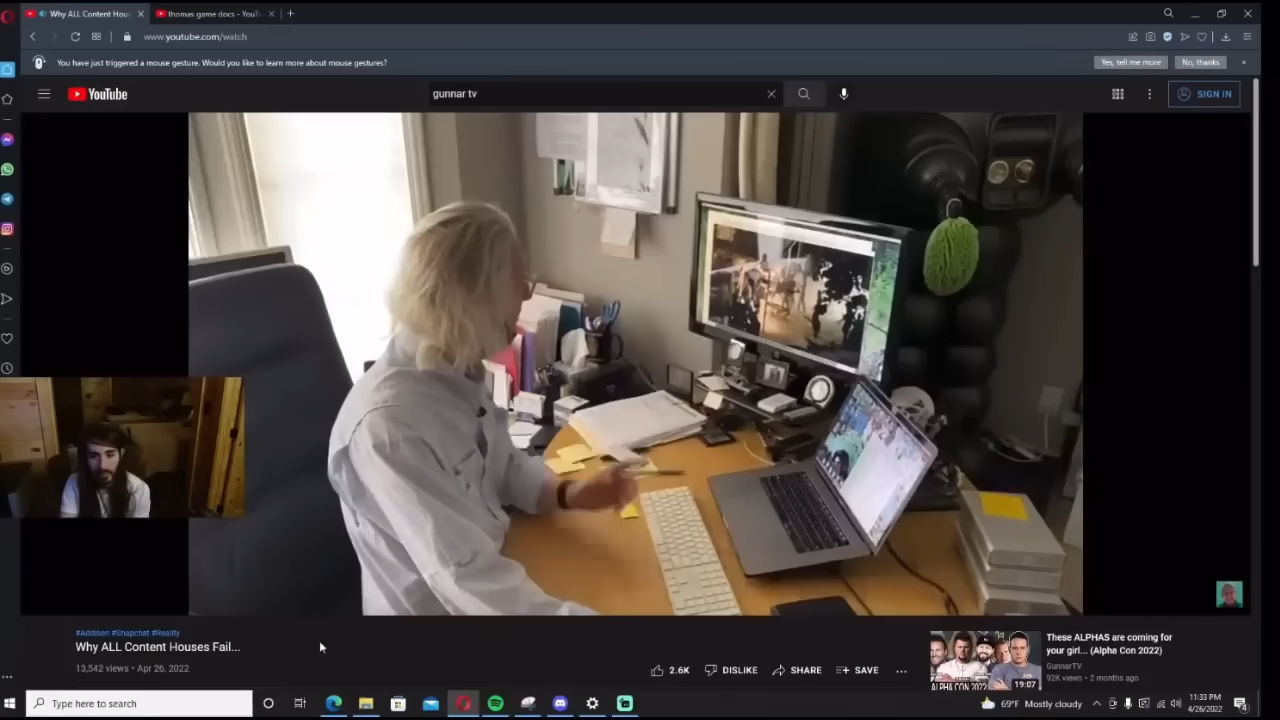 Why ALL Content Hous
thomas game docs - YouT
www.youtube.com/watch
You have just triggered a mouse gesture. Would you like to learn more about mouse gestures?
Yes, tell me more
No, thanks
YouTube
gunnar tv
SIGN IN
#Addison #Snapchat #Reality
Why ALL Content Houses Fail...
13,542 views • Apr 26, 2022
2.6K
DISLIKE
SHARE
SAVE
ALPHA CON 2022
19:07
These ALPHAS are coming for
your girl... (Alpha Con 2022)
GunnarTV
92K views • 2 months ago
Type here to search
69°F Mostly cloudy
11:33 PM
4/26/2022